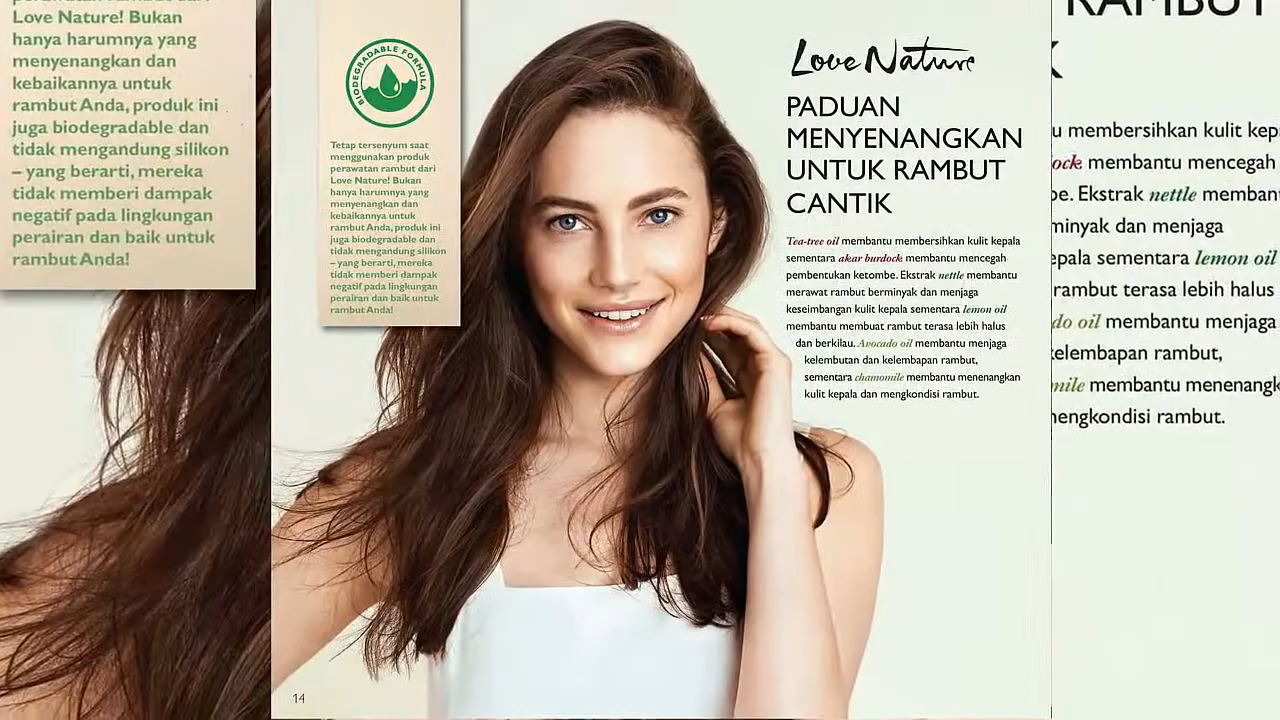 perawatan rambut dari
Love Nature! Bukan
hanya harumnya yang
menyenangkan dan
kebaikannya untuk
rambut Anda, produk ini
juga biodegradable dan
tidak mengandung silikon
– yang berarti, mereka
tidak memberi dampak
negatif pada lingkungan
perairan dan baik untuk
rambut Anda!
BIODEGRADABLE FORMULA
Tetap tersenyum saat
menggunakan produk
perawatan rambut dari
Love Nature! Bukan
hanya harumnya yang
menyenangkan dan
kebaikannya untuk
rambut Anda, produk ini
juga biodegradable dan
tidak mengandung silikon
– yang berarti, mereka
tidak memberi dampak
negatif pada lingkungan
perairan dan baik untuk
rambut Anda!
Love Nature
PADUAN
MENYENANGKAN
UNTUK RAMBUT
CANTIK
Tea-tree oil membantu membersihkan kulit kepala
sementara akar burdock membantu mencegah
pembentukan ketombe. Ekstrak nettle membantu
merawat rambut berminyak dan menjaga
keseimbangan kulit kepala sementara lemon oil
membantu membuat rambut terasa lebih halus
dan berkilau. Avocado oil membantu menjaga
kelembutan dan kelembapan rambut,
sementara chamomile membantu menenangkan
kulit kepala dan mengkondisi rambut.
14
RAMBUT
K
u membersihkan kulit kep
ock membantu mencegah
be. Ekstrak nettle memban
minyak dan menjaga
epala sementara lemon oil
rambut terasa lebih halus
do oil membantu menjaga
kelembapan rambut,
mile membantu menenangk
mengkondisi rambut.